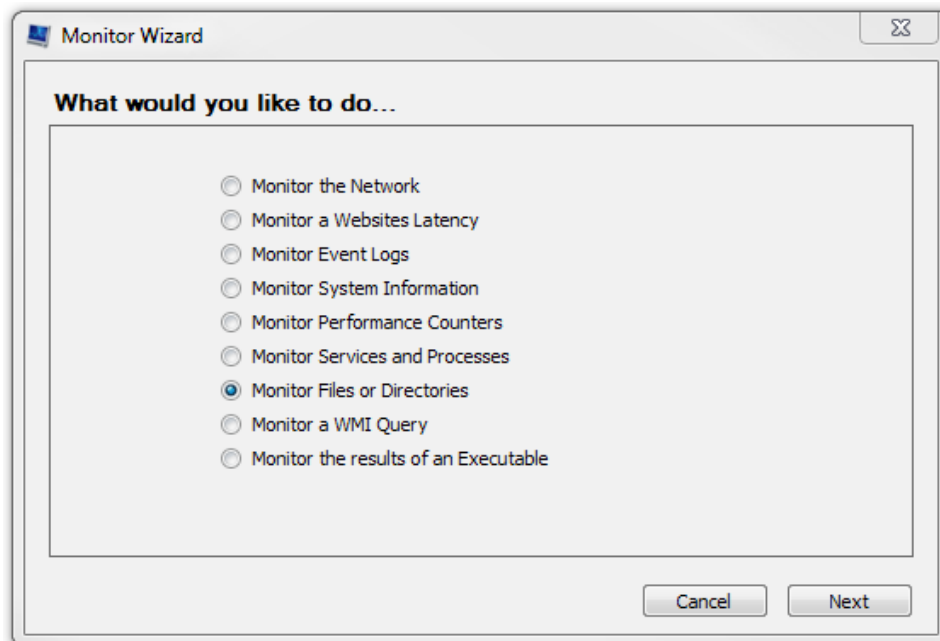 Monitor Wizard
What would you like to do...
Monitor the Network
Monitor a Websites Latency
Monitor Event Logs
Monitor System Information
Monitor Performance Counters
Monitor Services and Processes
Monitor Files or Directories
Monitor a WMI Query
Monitor the results of an Executable
Cancel Next